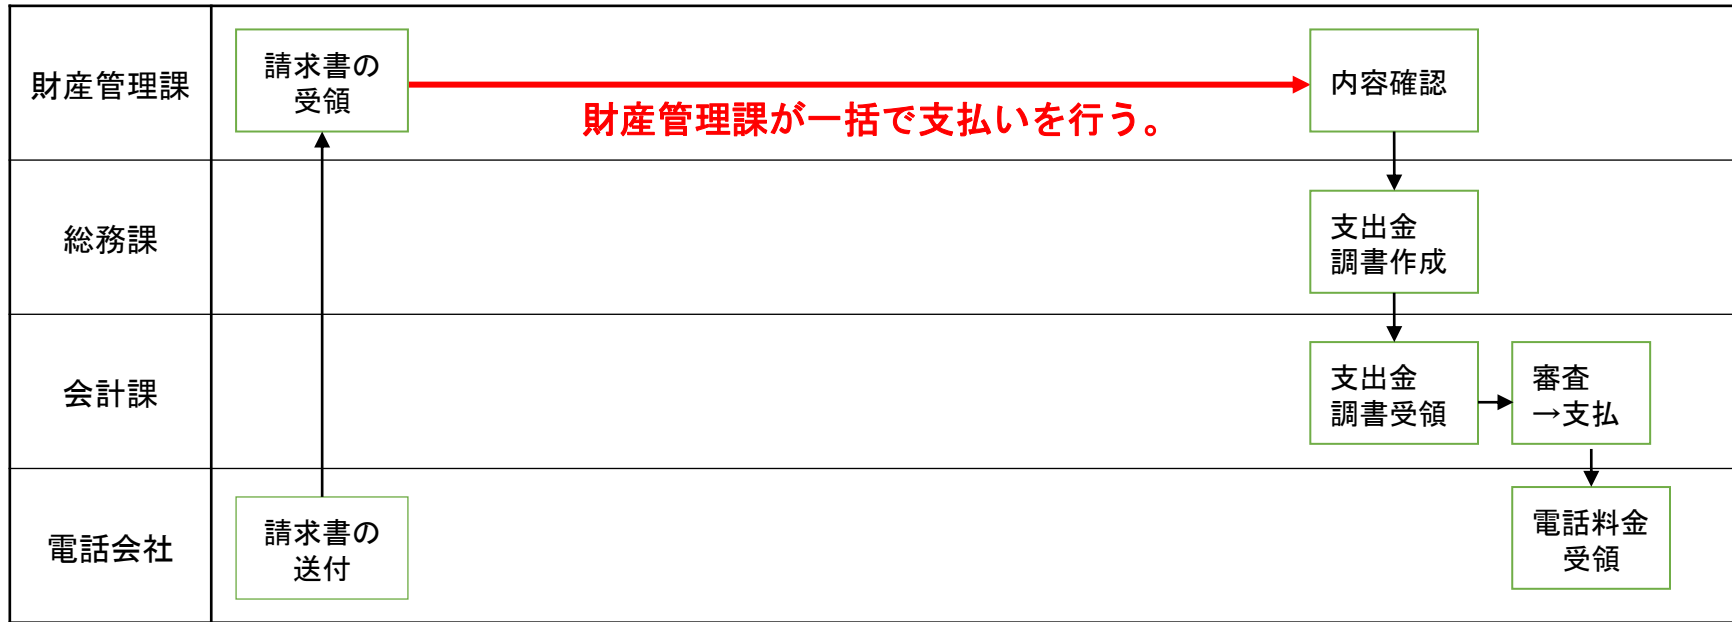 財産管理課
請求書の
受領
財産管理課が一括で支払いを行う。
内容確認
総務課
支出金
調書作成
会計課
支出金
調書受領
審査
→支払
電話会社
請求書の
送付
電話料金
受領